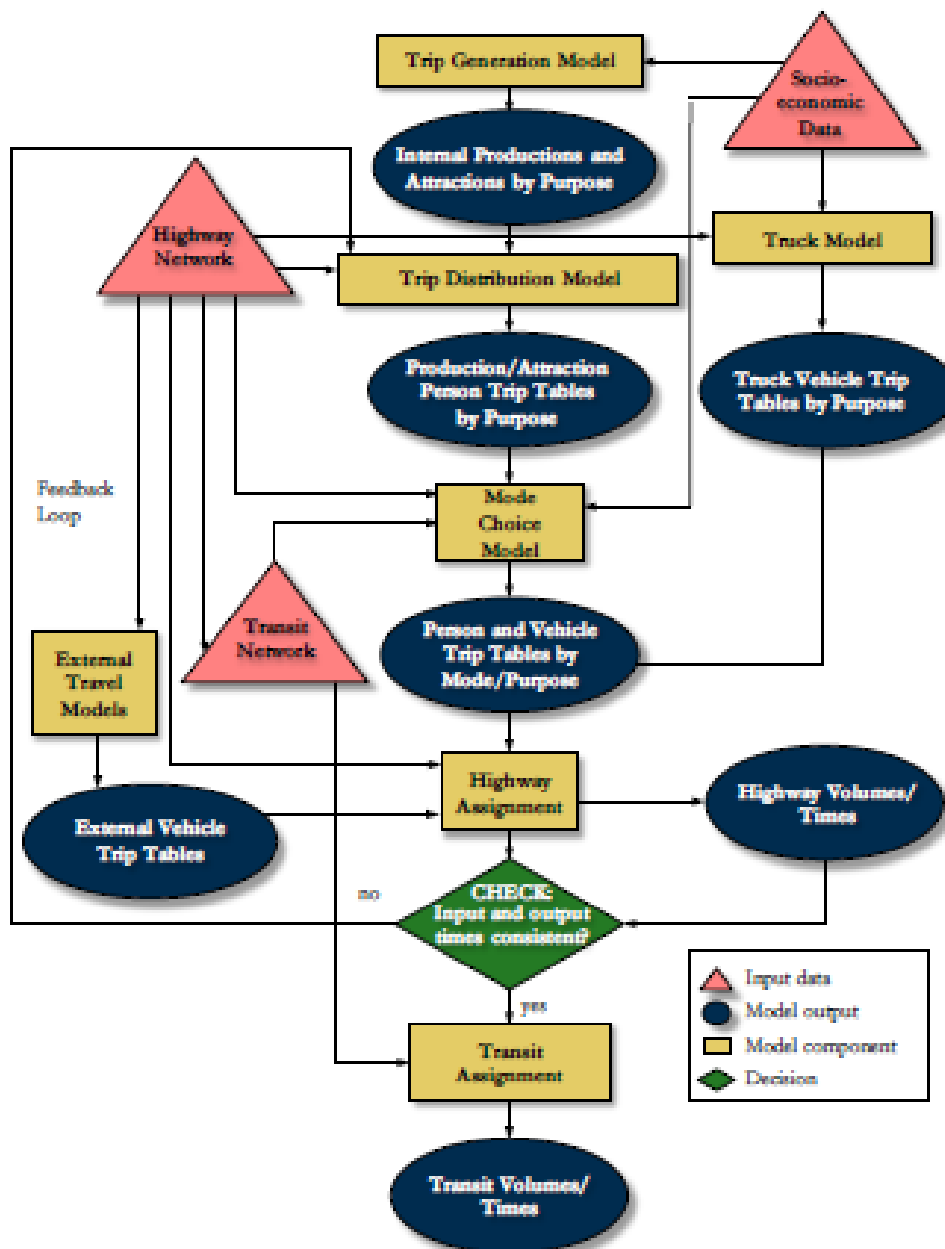 Trip Generation Model
Socio-
economic
Data
Internal Productions and
Attractions by Purpose
Highway
Network
Truck Model
Trip Distribution Model
Production/Attraction
Person Trip Tables
by Purpose
Truck Vehicle Trip
Tables by Purpose
Feedback
Loop
Mode
Choice
Model
Transit
Network
Person and Vehicle
Trip Tables by
Mode/Purpose
External
Travel
Models
Highway
Assignment
Highway Volumes/
Times
External Vehicle
Trip Tables
no
CHECK:
Input and output
times consistent?
yes
Input data
Model output
Model component
Decision
Transit
Assignment
Transit Volumes/
Times